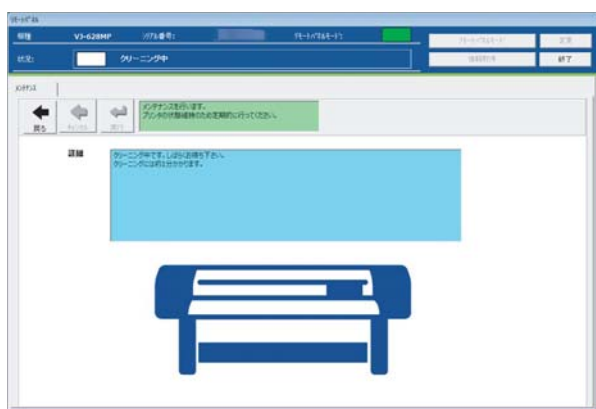 リモートパネル
機種 VJ-628MP シリアル番号: リモートパネルモード:
リモートパネルモード 変更
状況: クリーニング中
接続切替 終了
メンテナンス
メンテナンスを行います。
プリンタの状態維持のため定期的に行ってください。
戻る キャンセル 実行
詳細
クリーニング中です。しばらくお待ち下さい。
クリーニングには約2分かかります。